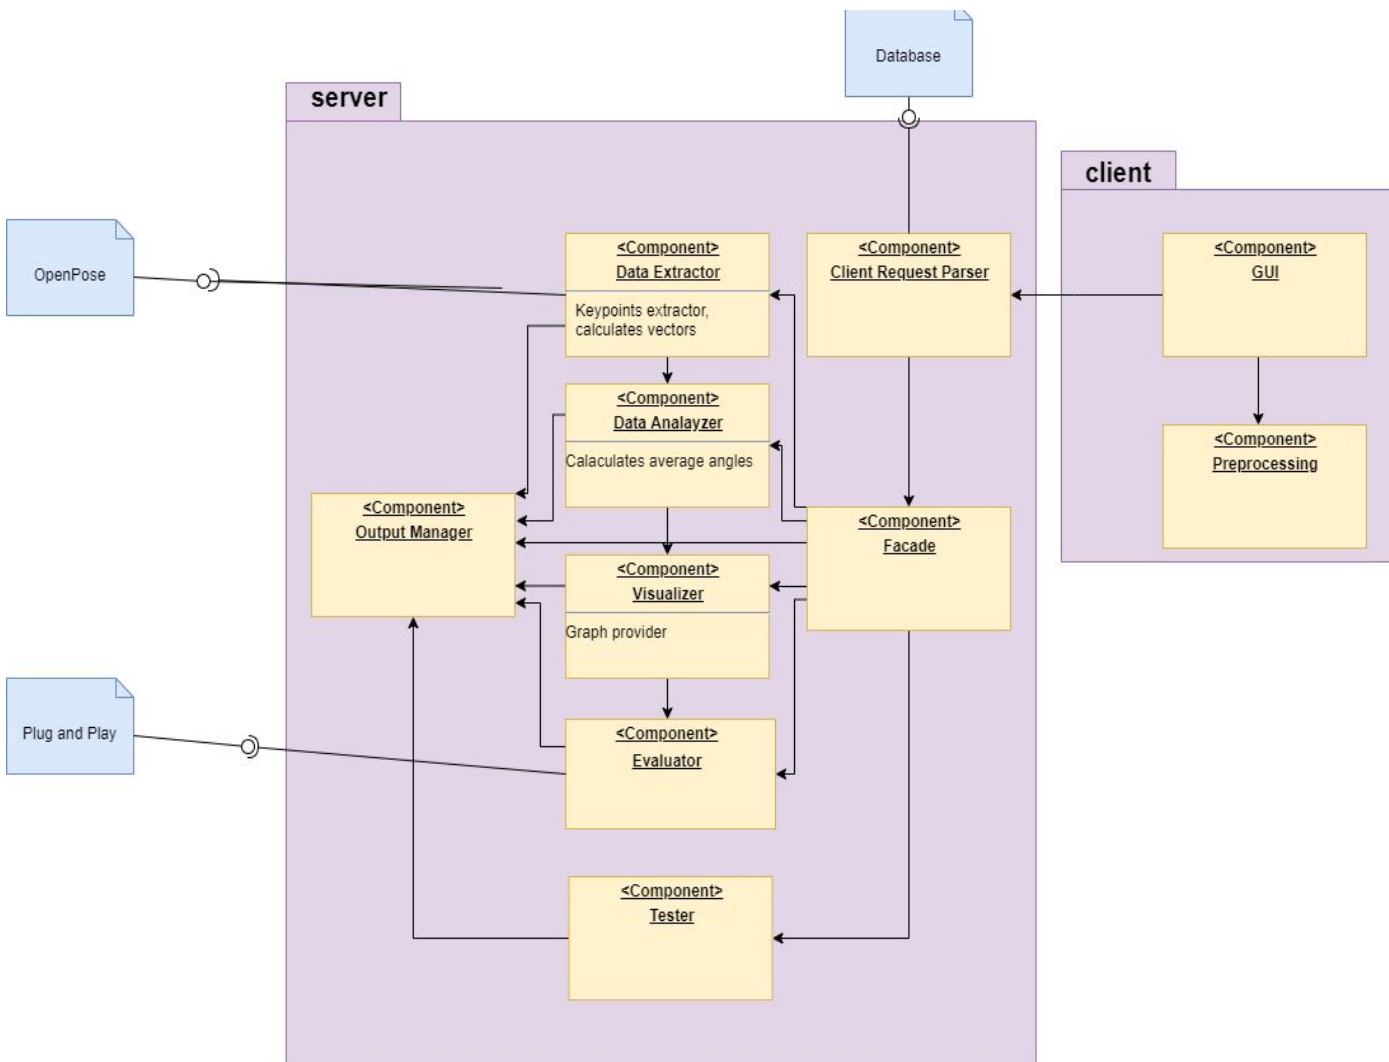 Database
server
client
<Component>
Data Extractor
Keypoints extractor,
calculates vectors
<Component>
Client Request Parser
<Component>
GUI
OpenPose
<Component>
Data Analayzer
Calaculates average angles
<Component>
Preprocessing
<Component>
Output Manager
<Component>
Facade
<Component>
Visualizer
Graph provider
Plug and Play
<Component>
Evaluator
<Component>
Tester